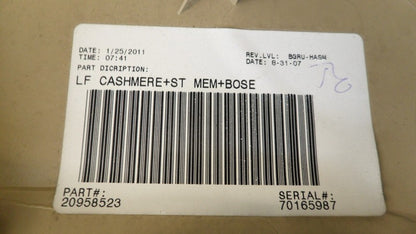 DATE: 1/25/2011
TIME: 07:41
REV.LVL: BGRU-HASM
DATE: 8-31-07
PART DICRIPTION:
LF CASHMERE+ST MEM+BOSE
PART#:
20958523
SERIAL#:
70165987